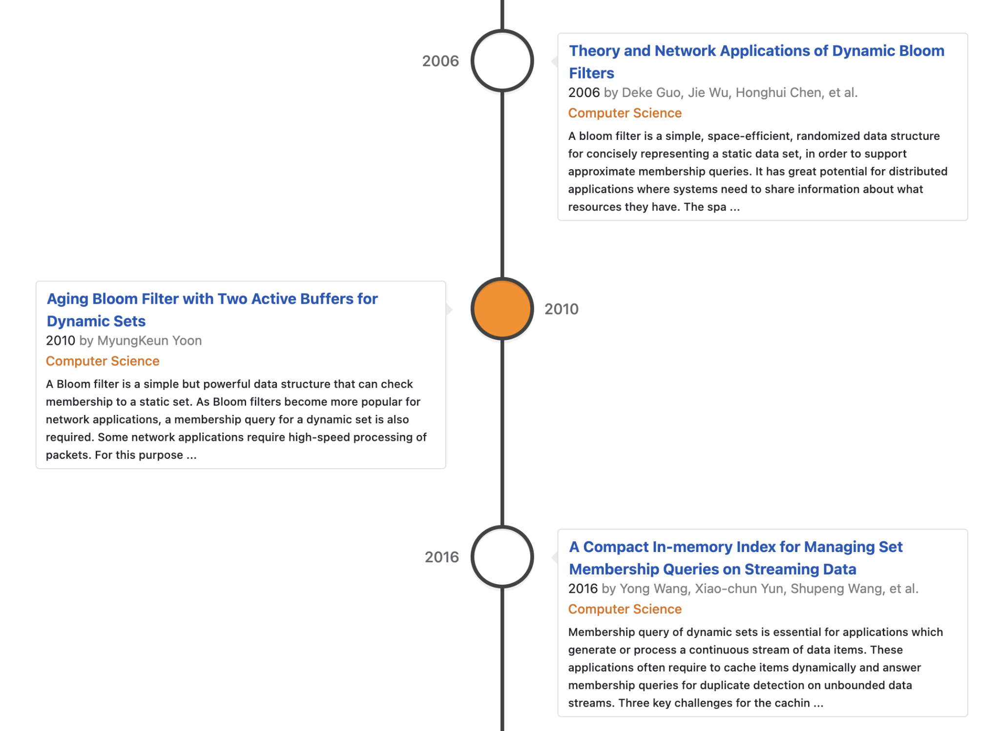 2006
Theory and Network Applications of Dynamic Bloom
Filters
2006 by Deke Guo, Jie Wu, Honghui Chen, et al.
Computer Science
A bloom filter is a simple, space-efficient, randomized data structure
for concisely representing a static data set, in order to support
approximate membership queries. It has great potential for distributed
applications where systems need to share information about what
resources they have. The spa ...
Aging Bloom Filter with Two Active Buffers for
Dynamic Sets
2010 by MyungKeun Yoon
Computer Science
A Bloom filter is a simple but powerful data structure that can check
membership to a static set. As Bloom filters become more popular for
network applications, a membership query for a dynamic set is also
required. Some network applications require high-speed processing of
packets. For this purpose ...
2010
2016
A Compact In-memory Index for Managing Set
Membership Queries on Streaming Data
2016 by Yong Wang, Xiao-chun Yun, Shupeng Wang, et al.
Computer Science
Membership query of dynamic sets is essential for applications which
generate or process a continuous stream of data items. These
applications often require to cache items dynamically and answer
membership queries for duplicate detection on unbounded data
streams. Three key challenges for the cachin ...